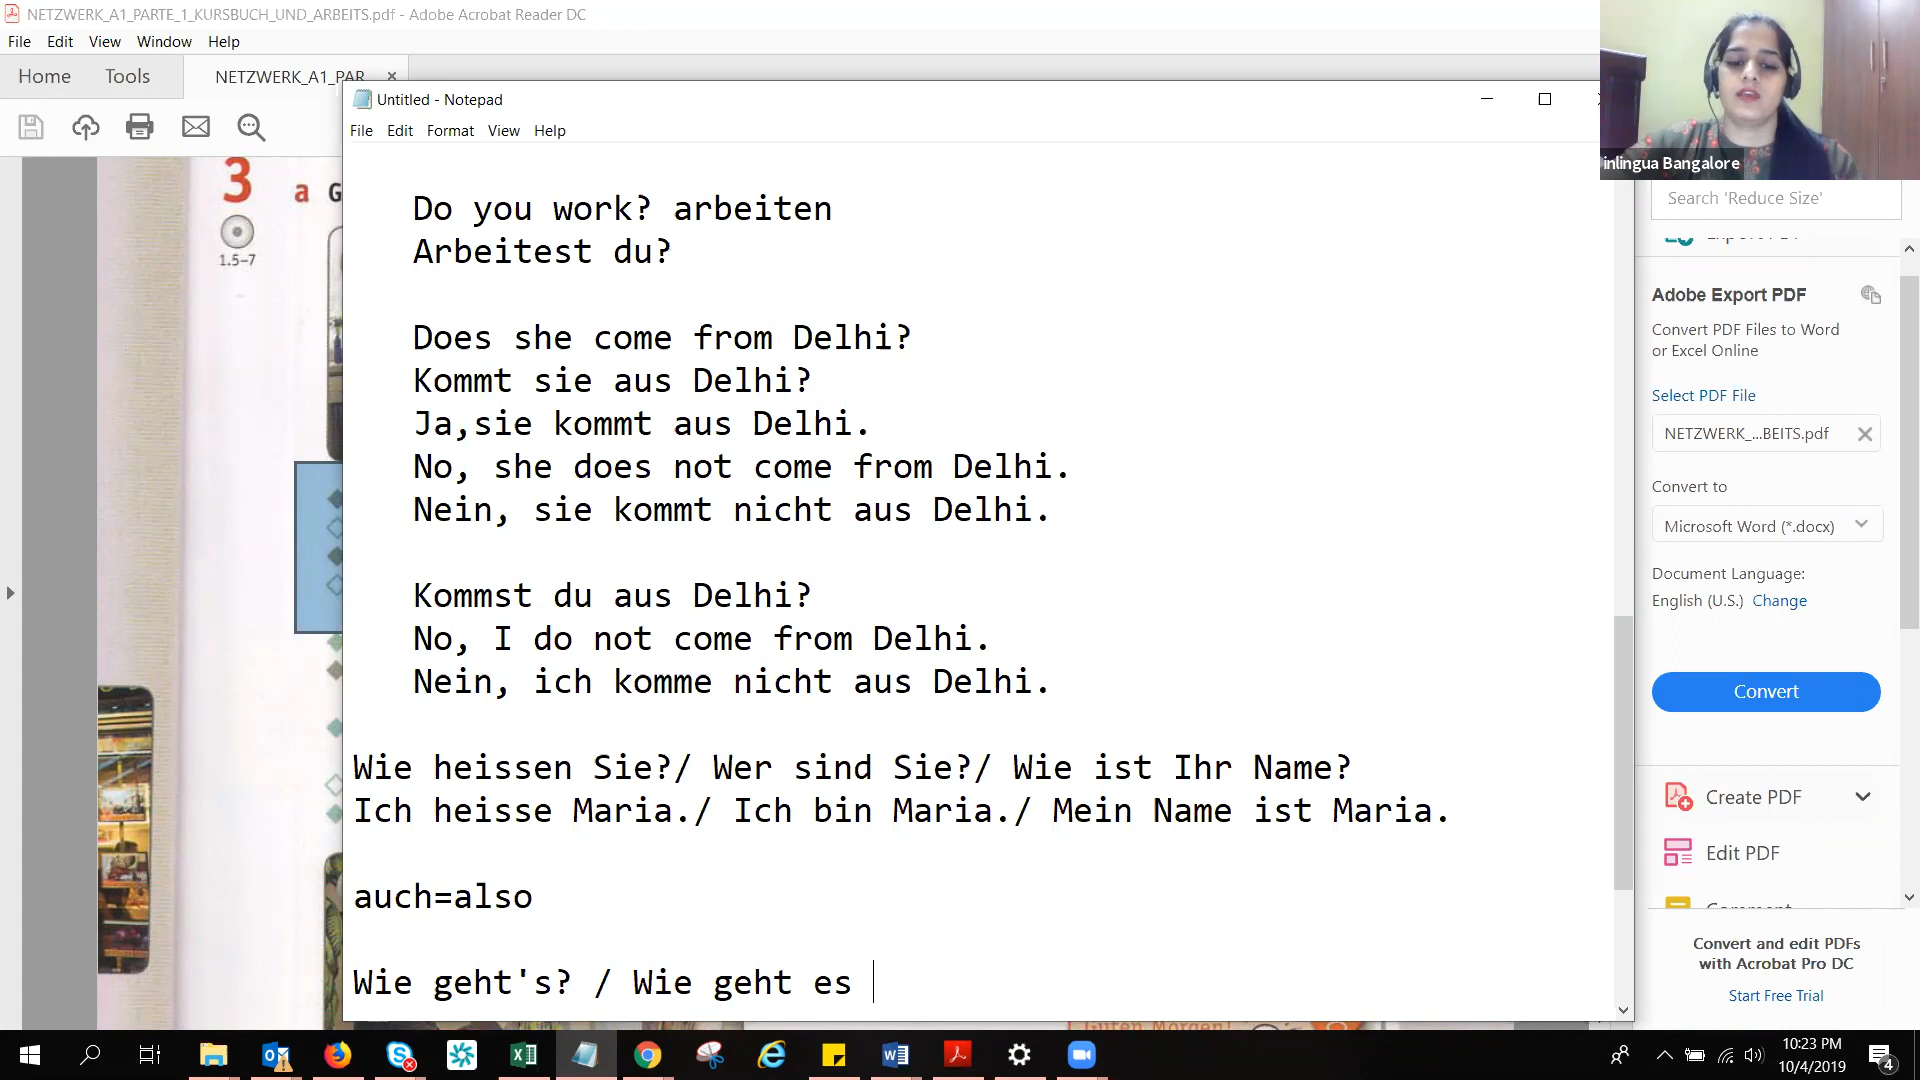 NETZWERK_A1_PARTE_1_KURSBUCH_UND_ARBEITS.pdf - Adobe Acrobat Reader DC
File Edit View Window Help
Home Tools NETZWERK_A1_PAR
Untitled - Notepad
File Edit Format View Help
inlingua Bangalore
3 a G
1.5–7
Do you work? arbeiten
Arbeitest du?
Does she come from Delhi?
Kommt sie aus Delhi?
Ja,sie kommt aus Delhi.
No, she does not come from Delhi.
Nein, sie kommt nicht aus Delhi.
Kommst du aus Delhi?
No, I do not come from Delhi.
Nein, ich komme nicht aus Delhi.
Wie heissen Sie?/ Wer sind Sie?/ Wie ist Ihr Name?
Ich heisse Maria./ Ich bin Maria./ Mein Name ist Maria.
auch=also
Wie geht's? / Wie geht es
Guten Morgen!
Search 'Reduce Size'
Adobe Export PDF
Convert PDF Files to Word
or Excel Online
Select PDF File
NETZWERK_...BEITS.pdf
Convert to
Microsoft Word (*.docx)
Document Language:
English (U.S.) Change
Convert
Create PDF
Edit PDF
Convert and edit PDFs
with Acrobat Pro DC
Start Free Trial
10:23 PM
10/4/2019
4